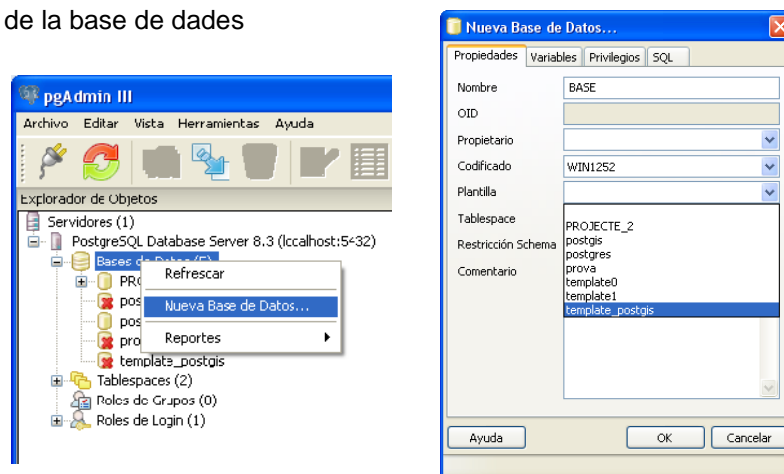 de la base de dades
pgAdmin III
Archivo Editar Vista Herramientas Ayuda
Explorador de Objetos
Servidores (1)
PostgreSQL Database Server 8.3 (localhost:5432)
Bases de Datos (5)
Refrescar
Nueva Base de Datos...
Reportes
template_postgis
Tablespaces (2)
Roles de Grupos (0)
Roles de Login (1)
Nueva Base de Datos...
Propiedades Variables Privilegios SQL
Nombre BASE
OID
Propietario
Codificado WIN1252
Plantilla
Tablespace
PROJECTE_2
postgis
Restricción Schema
postgres
prova
Comentario
template0
template1
template_postgis
Ayuda OK Cancelar